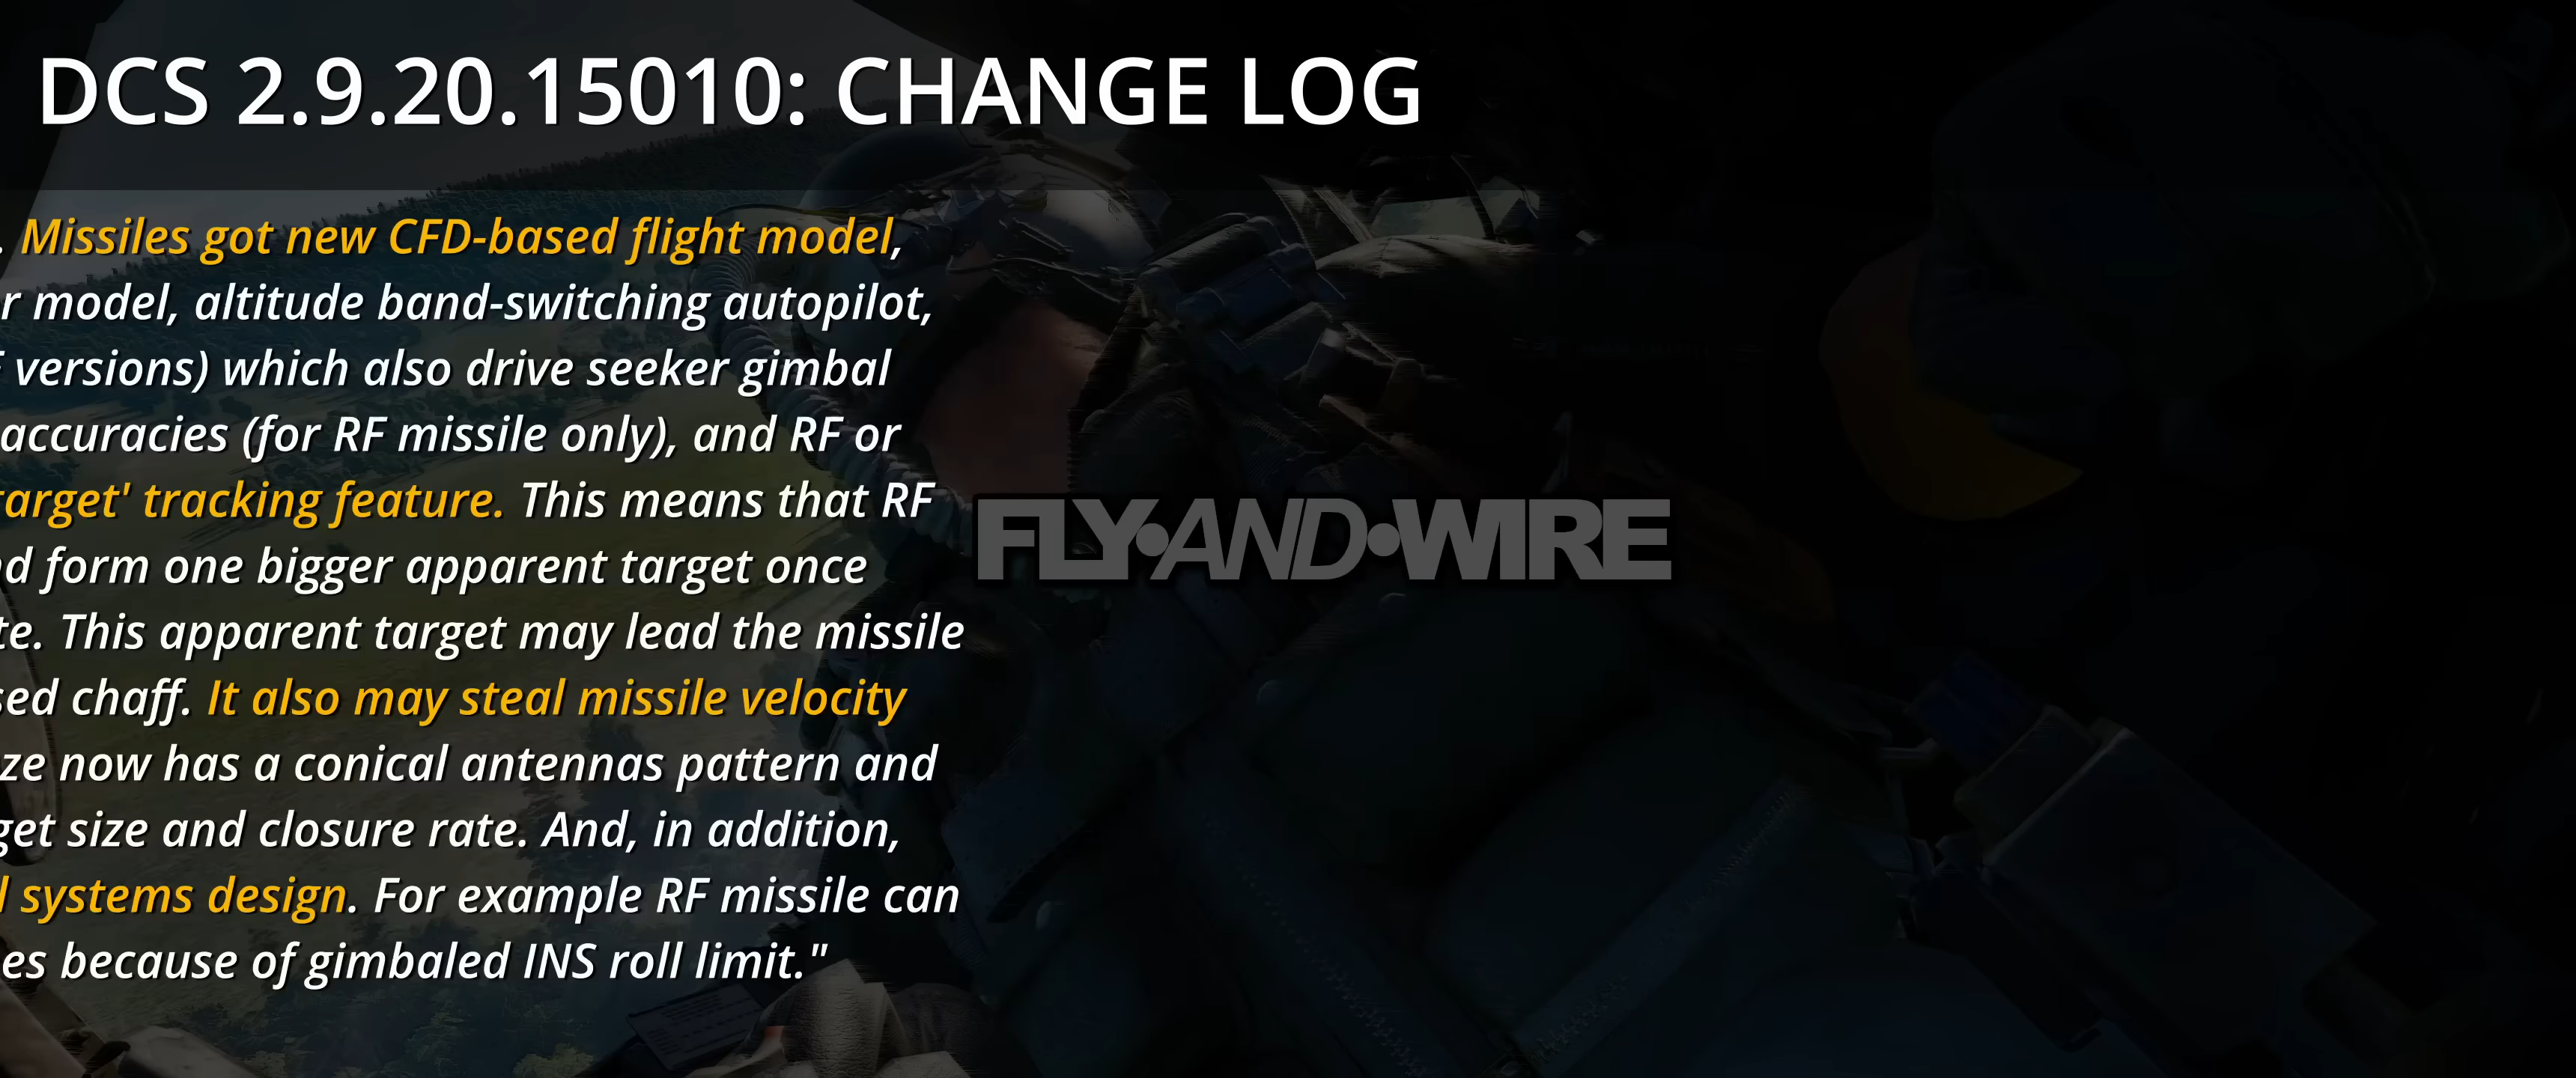 DCS 2.9.20.15010: CHANGE LOG
. Missiles got new CFD-based flight model,
r model, altitude band-switching autopilot,
versions) which also drive seeker gimbal
accuracies (for RF missile only), and RF or
target' tracking feature. This means that RF
d form one bigger apparent target once
te. This apparent target may lead the missile
sed chaff. It also may steal missile velocity
ze now has a conical antennas pattern and
get size and closure rate. And, in addition,
l systems design. For example RF missile can
es because of gimbaled INS roll limit."
FLY•AND•WIRE